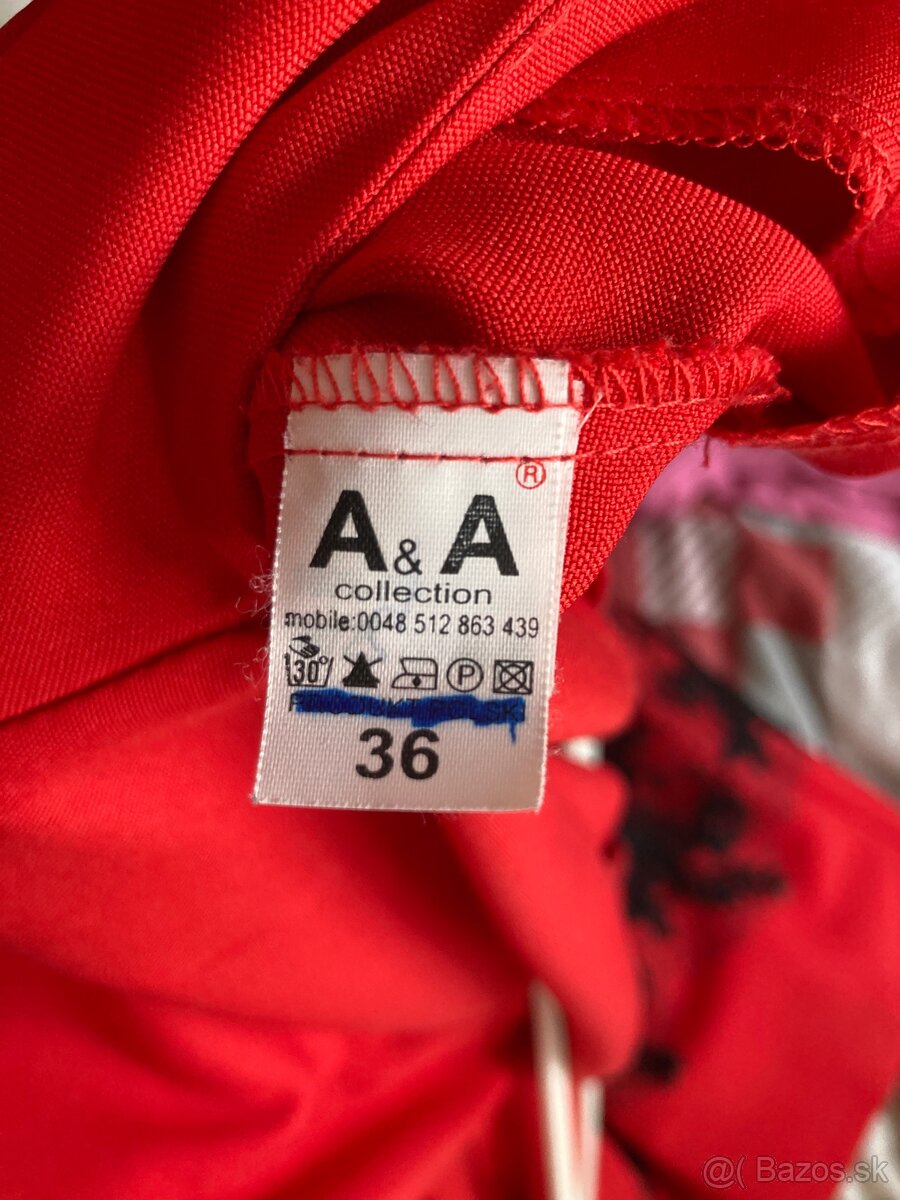 ®
A & A
collection
mobile:0048 512 863 439
30°
P
36
@( Bazos.sk